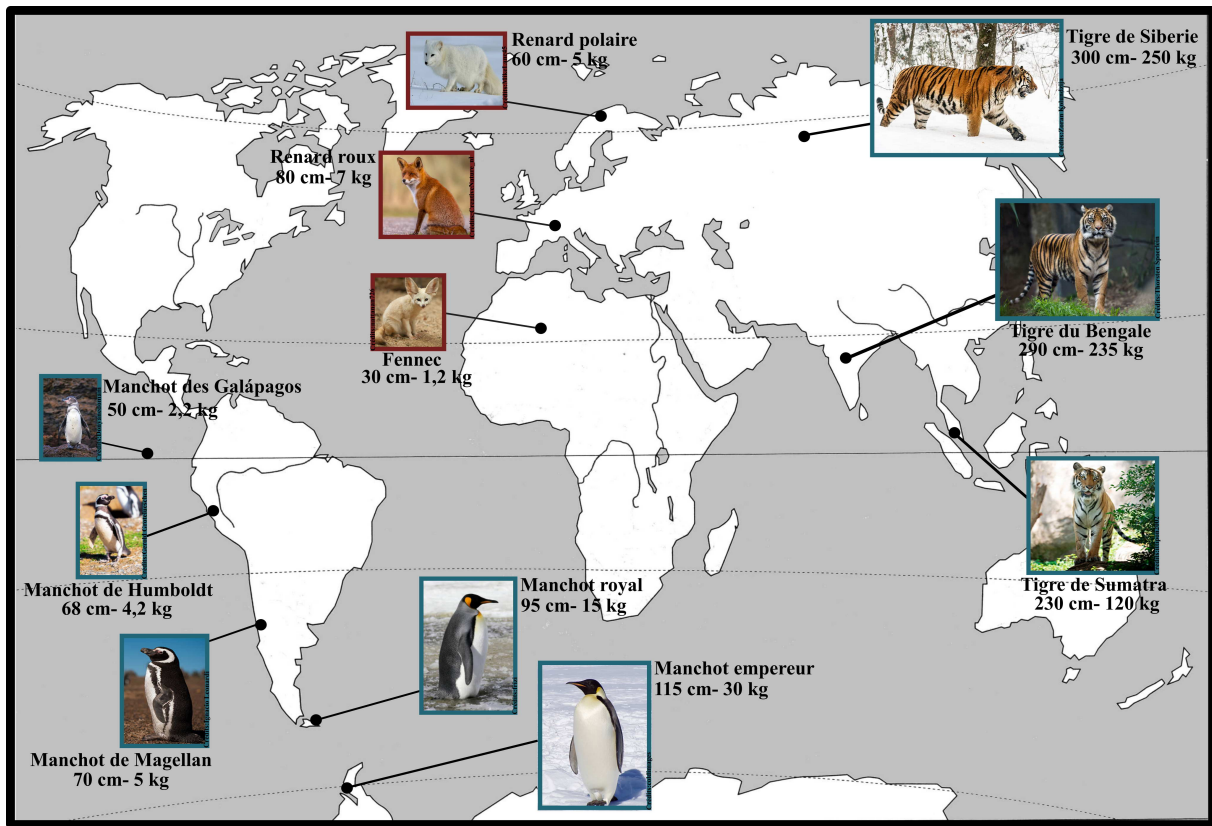 Renard polaire
60 cm- 5 kg
Tigre de Siberie
300 cm- 250 kg
Renard roux
80 cm- 7 kg
Tigre du Bengale
290 cm- 235 kg
Fennec
30 cm- 1,2 kg
Manchot des Galápagos
50 cm- 2,2 kg
Manchot de Humboldt
68 cm- 4,2 kg
Manchot royal
95 cm- 15 kg
Tigre de Sumatra
230 cm- 120 kg
Manchot empereur
115 cm- 30 kg
Manchot de Magellan
70 cm- 5 kg